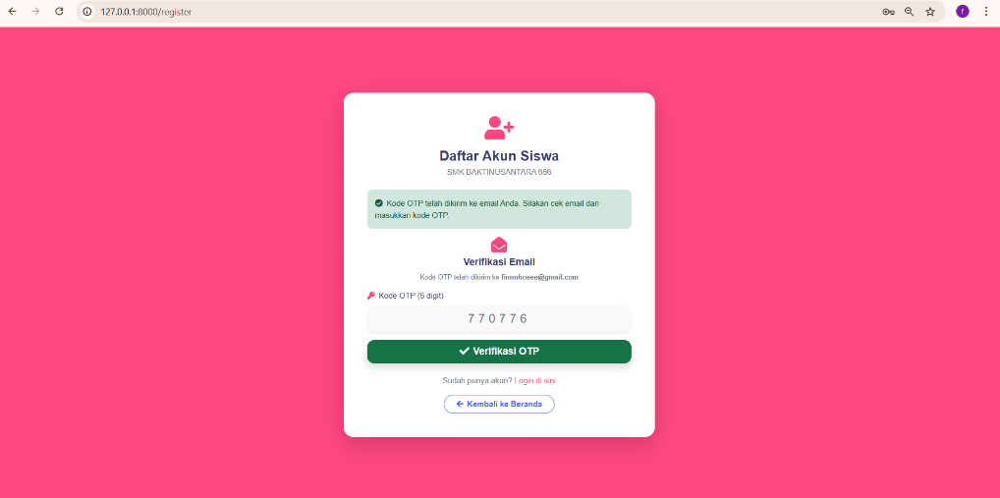 127.0.0.1:8000/register
f
Daftar Akun Siswa
SMK BAKTINUSANTARA 666
Kode OTP telah dikirim ke email Anda. Silakan cek email dan
masukkan kode OTP.
Verifikasi Email
Kode OTP telah dikirim ke finanhoeee@gmail.com
Kode OTP (6 digit)
770776
Verifikasi OTP
Sudah punya akun? Login di sini
Kembali ke Beranda